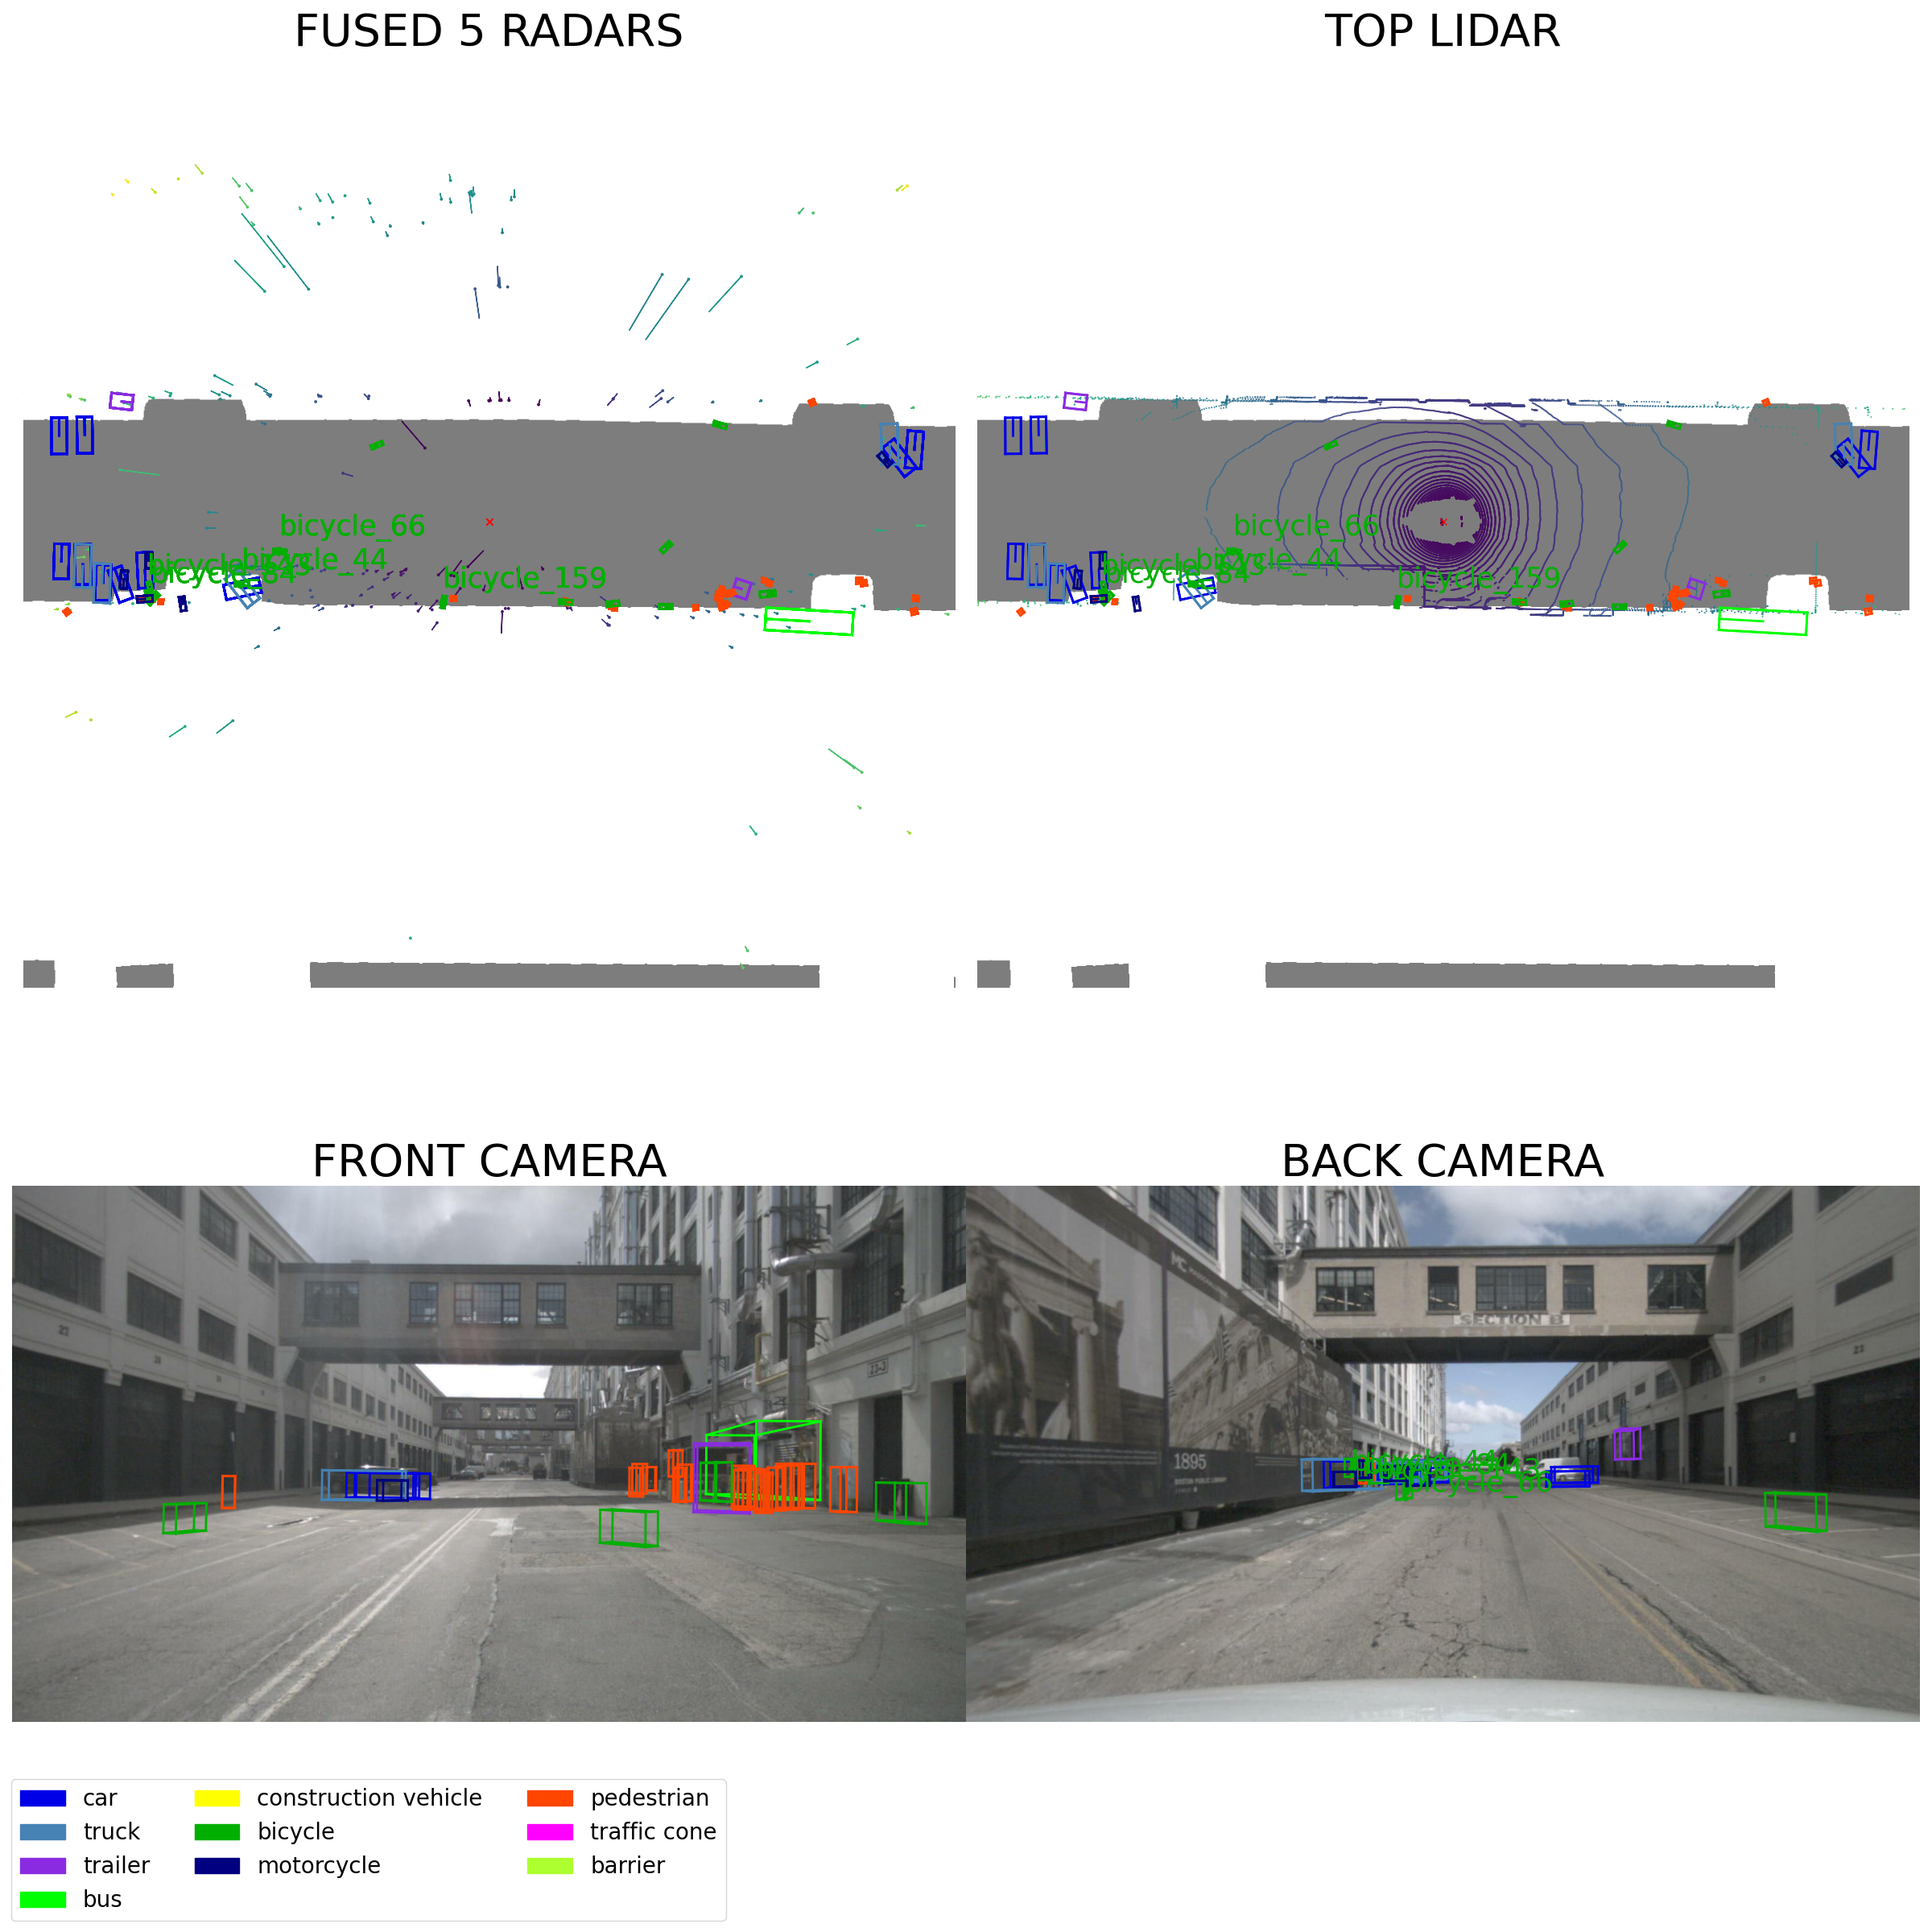 FUSED 5 RADARS
TOP LIDAR
bicycle_66
bicycle_44
bicycle_159
bicycle_66
bicycle_44
bicycle_159
FRONT CAMERA
BACK CAMERA
SECTION B
1895
car
truck
trailer
bus
construction vehicle
bicycle
motorcycle
pedestrian
traffic cone
barrier